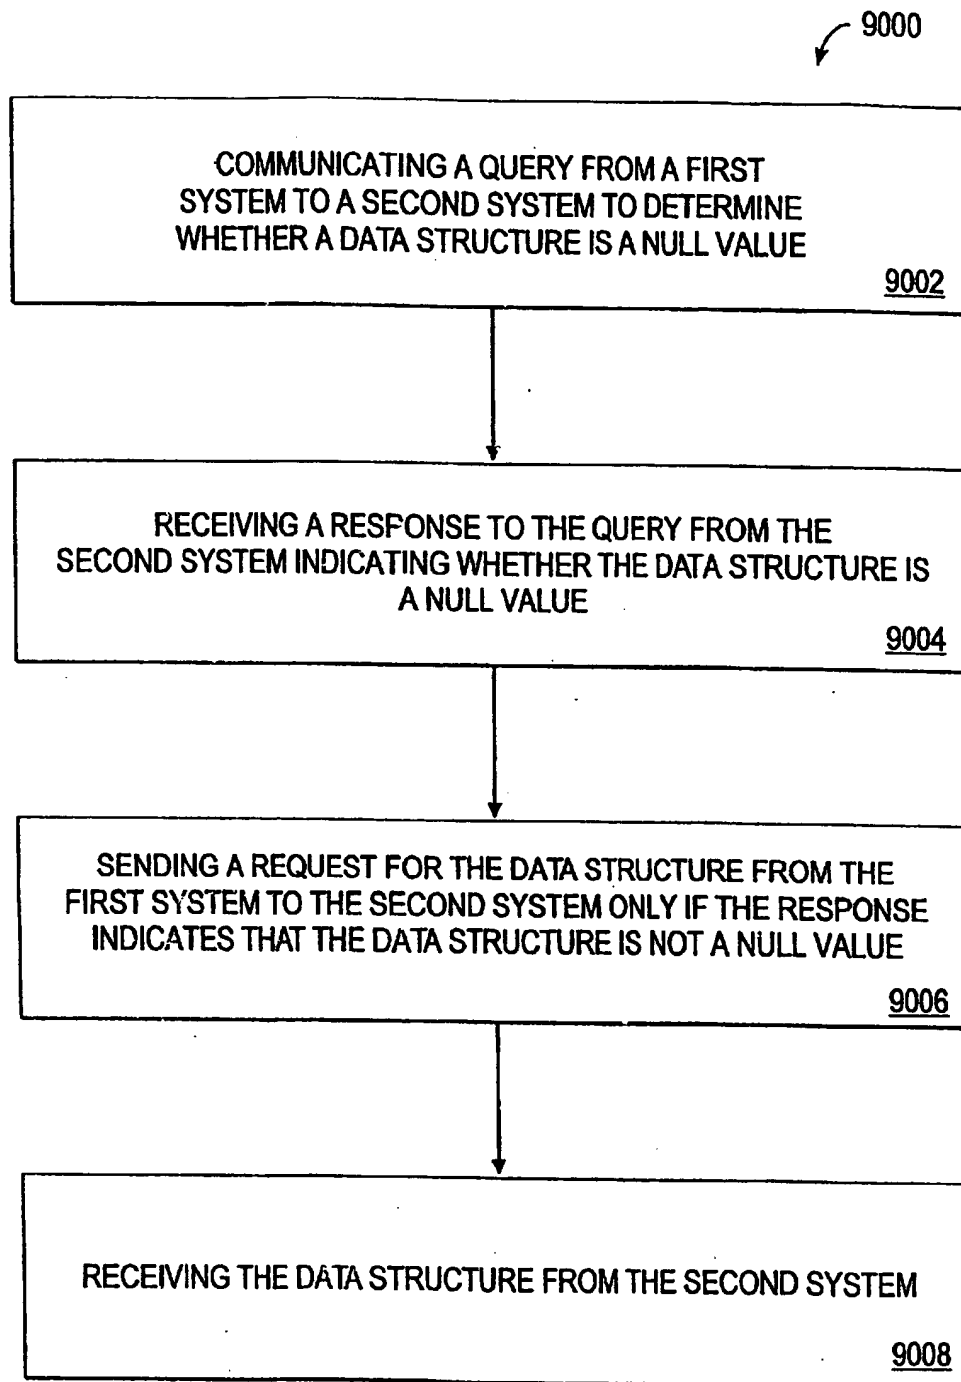 9000
COMMUNICATING A QUERY FROM A FIRST
SYSTEM TO A SECOND SYSTEM TO DETERMINE
WHETHER A DATA STRUCTURE IS A NULL VALUE
9002
RECEIVING A RESPONSE TO THE QUERY FROM THE
SECOND SYSTEM INDICATING WHETHER THE DATA STRUCTURE IS
A NULL VALUE
9004
SENDING A REQUEST FOR THE DATA STRUCTURE FROM THE
FIRST SYSTEM TO THE SECOND SYSTEM ONLY IF THE RESPONSE
INDICATES THAT THE DATA STRUCTURE IS NOT A NULL VALUE
9006
RECEIVING THE DATA STRUCTURE FROM THE SECOND SYSTEM
9008